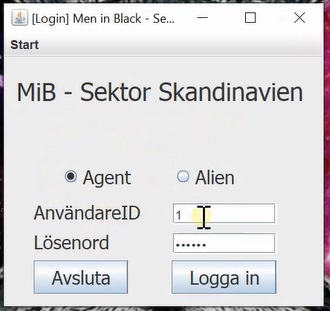 [Login] Men in Black - Se...
Start
MiB - Sektor Skandinavien
Agent Alien
AnvändareID 1
Lösenord ••••••
Avsluta Logga in